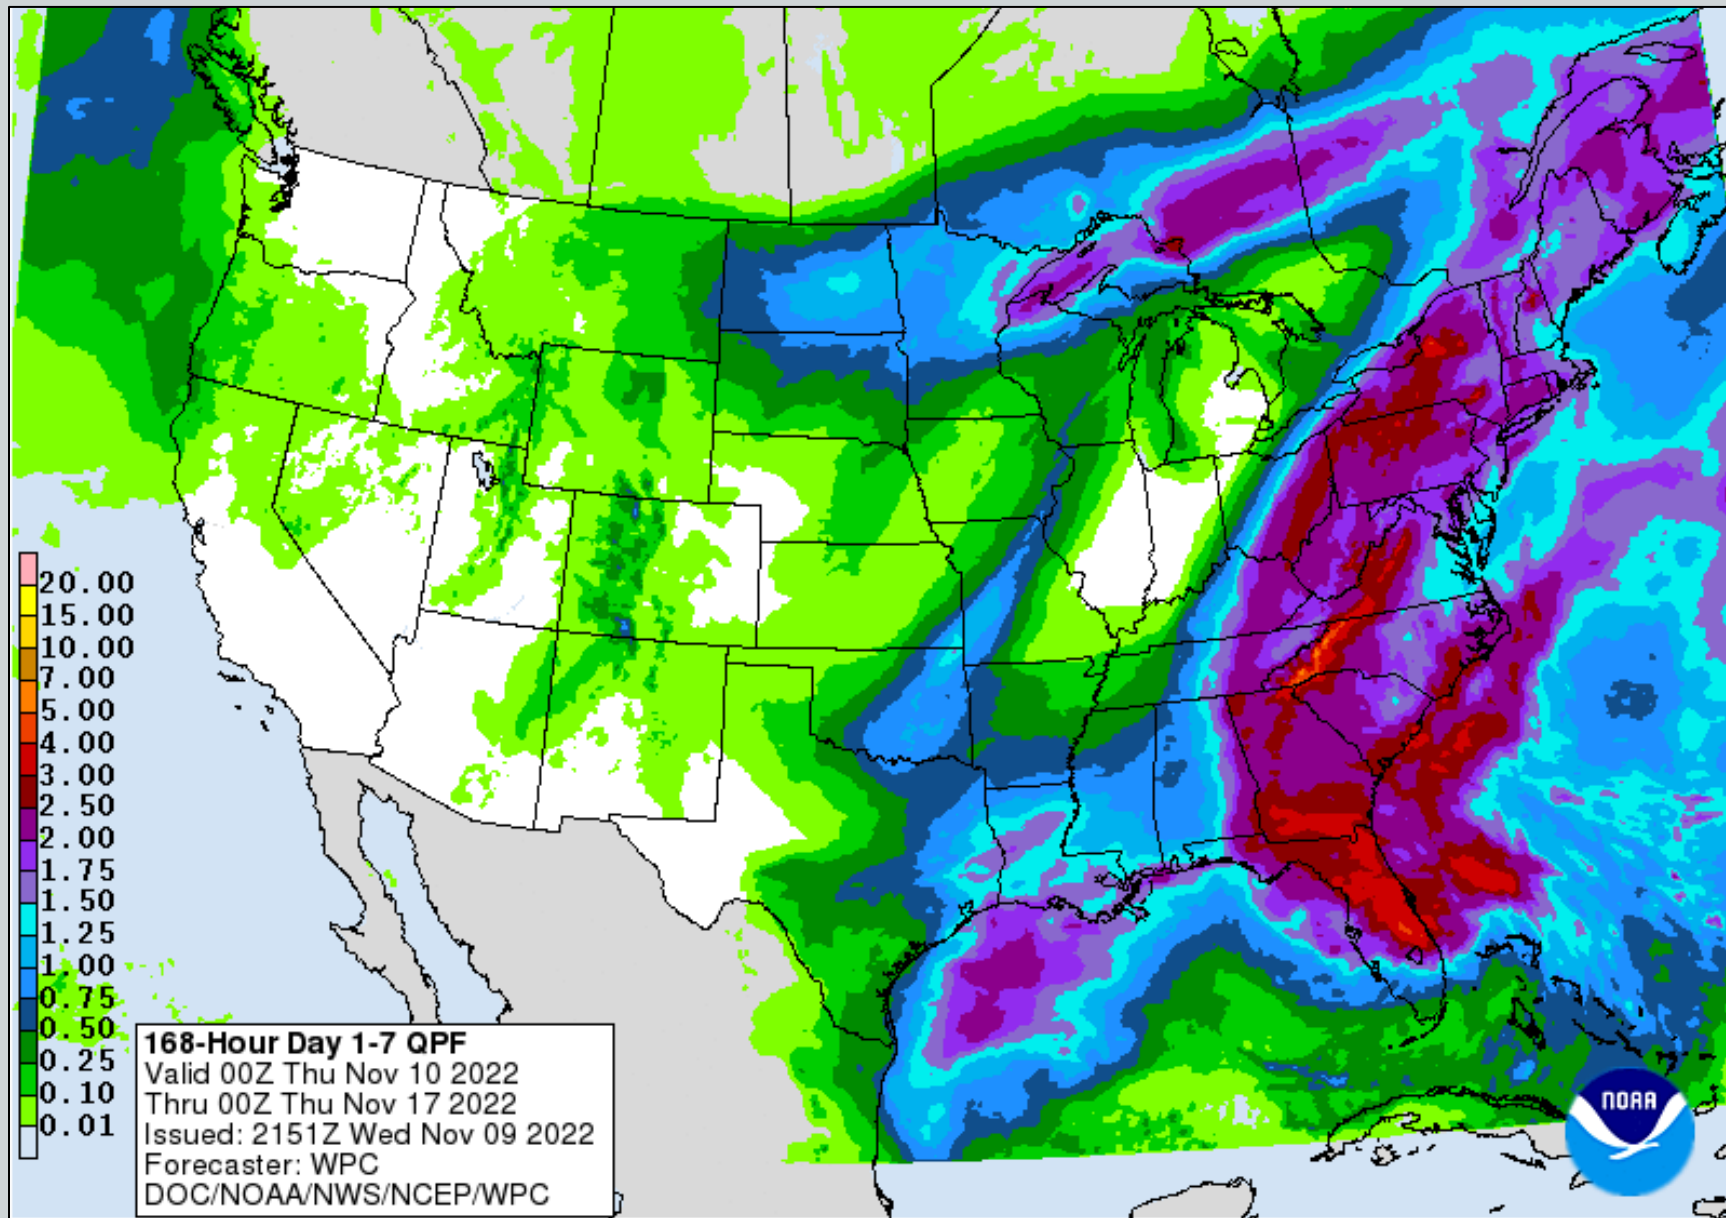 20.00
15.00
10.00
7.00
5.00
4.00
3.00
2.50
2.00
1.75
1.50
1.25
1.00
0.75
0.50
0.25
0.10
0.01
168-Hour Day 1-7 QPF
Valid 00Z Thu Nov 10 2022
Thru 00Z Thu Nov 17 2022
Issued: 2151Z Wed Nov 09 2022
Forecaster: WPC
DOC/NOAA/NWS/NCEP/WPC
NOAA